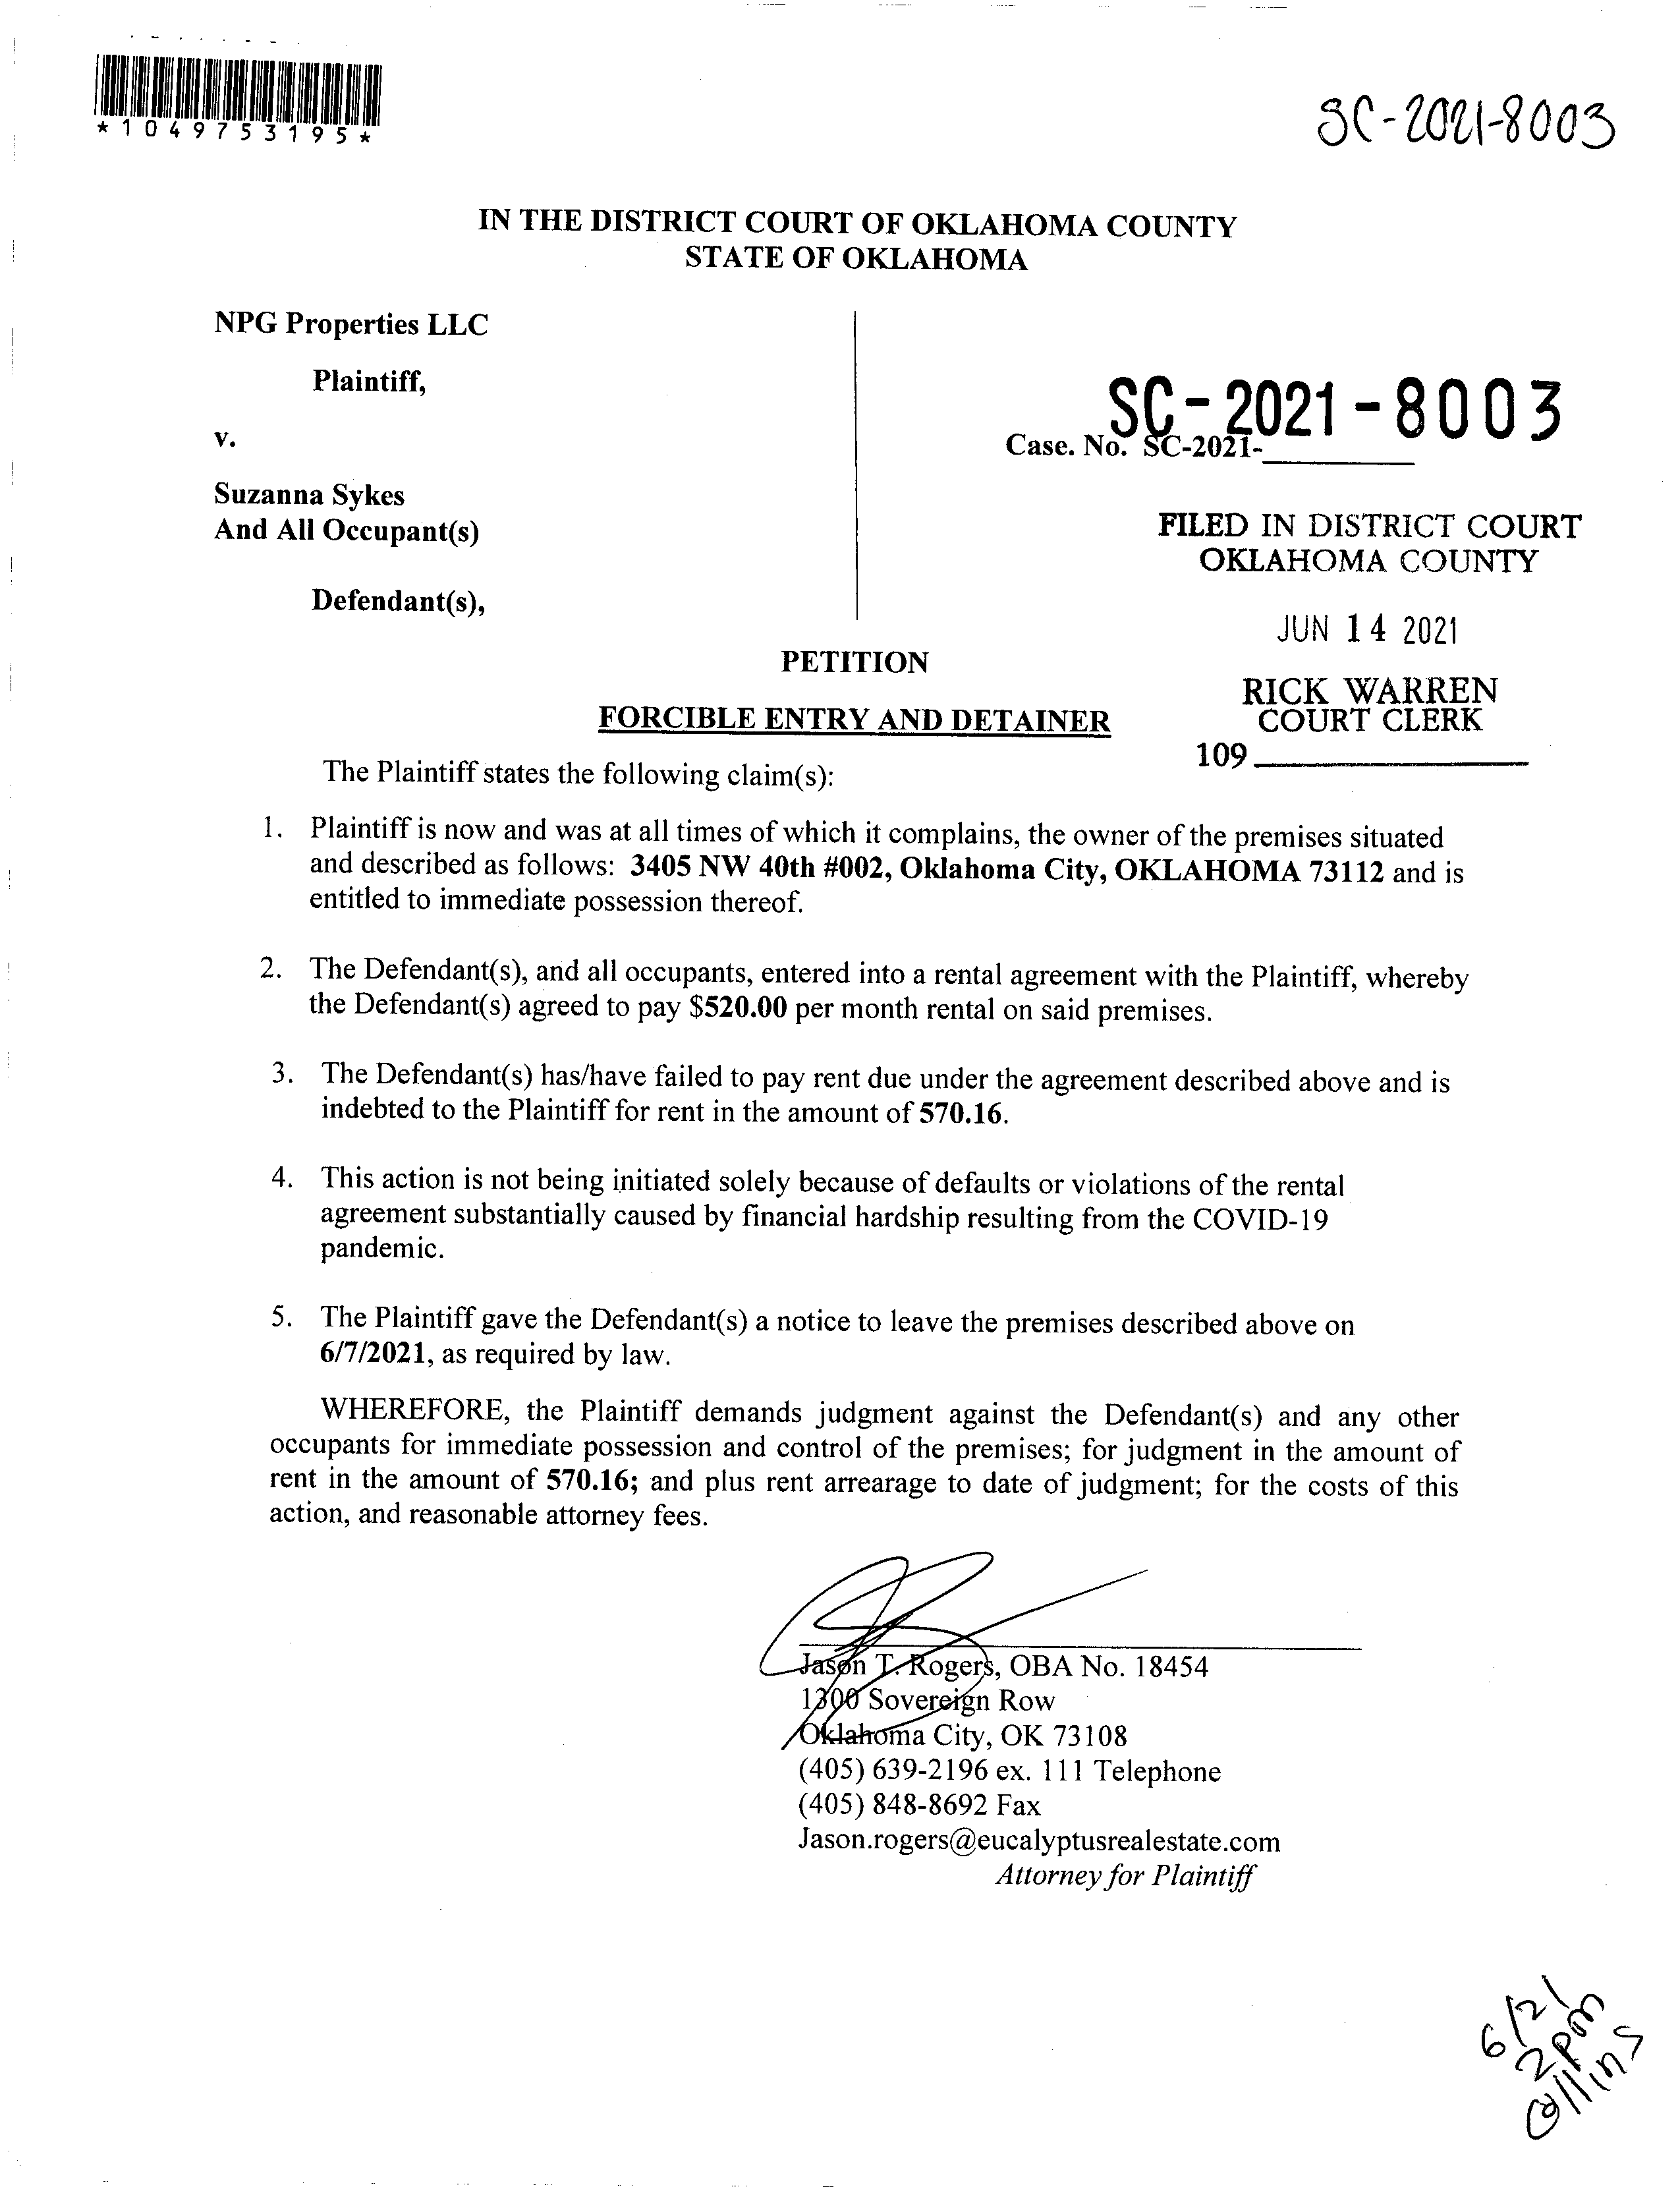 *1049753195*
SC-2021-8003
IN THE DISTRICT COURT OF OKLAHOMA COUNTY
STATE OF OKLAHOMA
NPG Properties LLC
Plaintiff,
v.
Suzanna Sykes
And All Occupant(s)
Defendant(s),
SC-2021-8003
Case. No. SC-2021-________
FILED IN DISTRICT COURT
OKLAHOMA COUNTY
JUN 14 2021
RICK WARREN
COURT CLERK
109________
PETITION
FORCIBLE ENTRY AND DETAINER
The Plaintiff states the following claim(s):
1. Plaintiff is now and was at all times of which it complains, the owner of the premises situated
and described as follows: 3405 NW 40th #002, Oklahoma City, OKLAHOMA 73112 and is
entitled to immediate possession thereof.
2. The Defendant(s), and all occupants, entered into a rental agreement with the Plaintiff, whereby
the Defendant(s) agreed to pay $520.00 per month rental on said premises.
3. The Defendant(s) has/have failed to pay rent due under the agreement described above and is
indebted to the Plaintiff for rent in the amount of 570.16.
4. This action is not being initiated solely because of defaults or violations of the rental
agreement substantially caused by financial hardship resulting from the COVID-19
pandemic.
5. The Plaintiff gave the Defendant(s) a notice to leave the premises described above on
6/7/2021, as required by law.
WHEREFORE, the Plaintiff demands judgment against the Defendant(s) and any other
occupants for immediate possession and control of the premises; for judgment in the amount of
rent in the amount of 570.16; and plus rent arrearage to date of judgment; for the costs of this
action, and reasonable attorney fees.
Jason T. Rogers, OBA No. 18454
1300 Sovereign Row
Oklahoma City, OK 73108
(405) 639-2196 ex. 111 Telephone
(405) 848-8692 Fax
Jason.rogers@eucalyptusrealestate.com
Attorney for Plaintiff
6/21
2pm
Collins